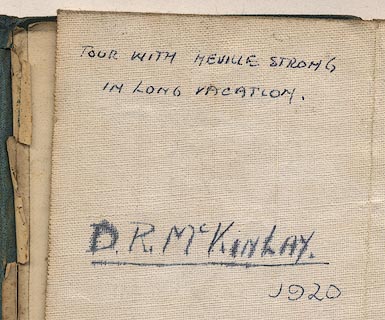 TOUR WITH NEVILLE STRONG
IN LONG VACATION.
D. R. McKINLAY.
1920